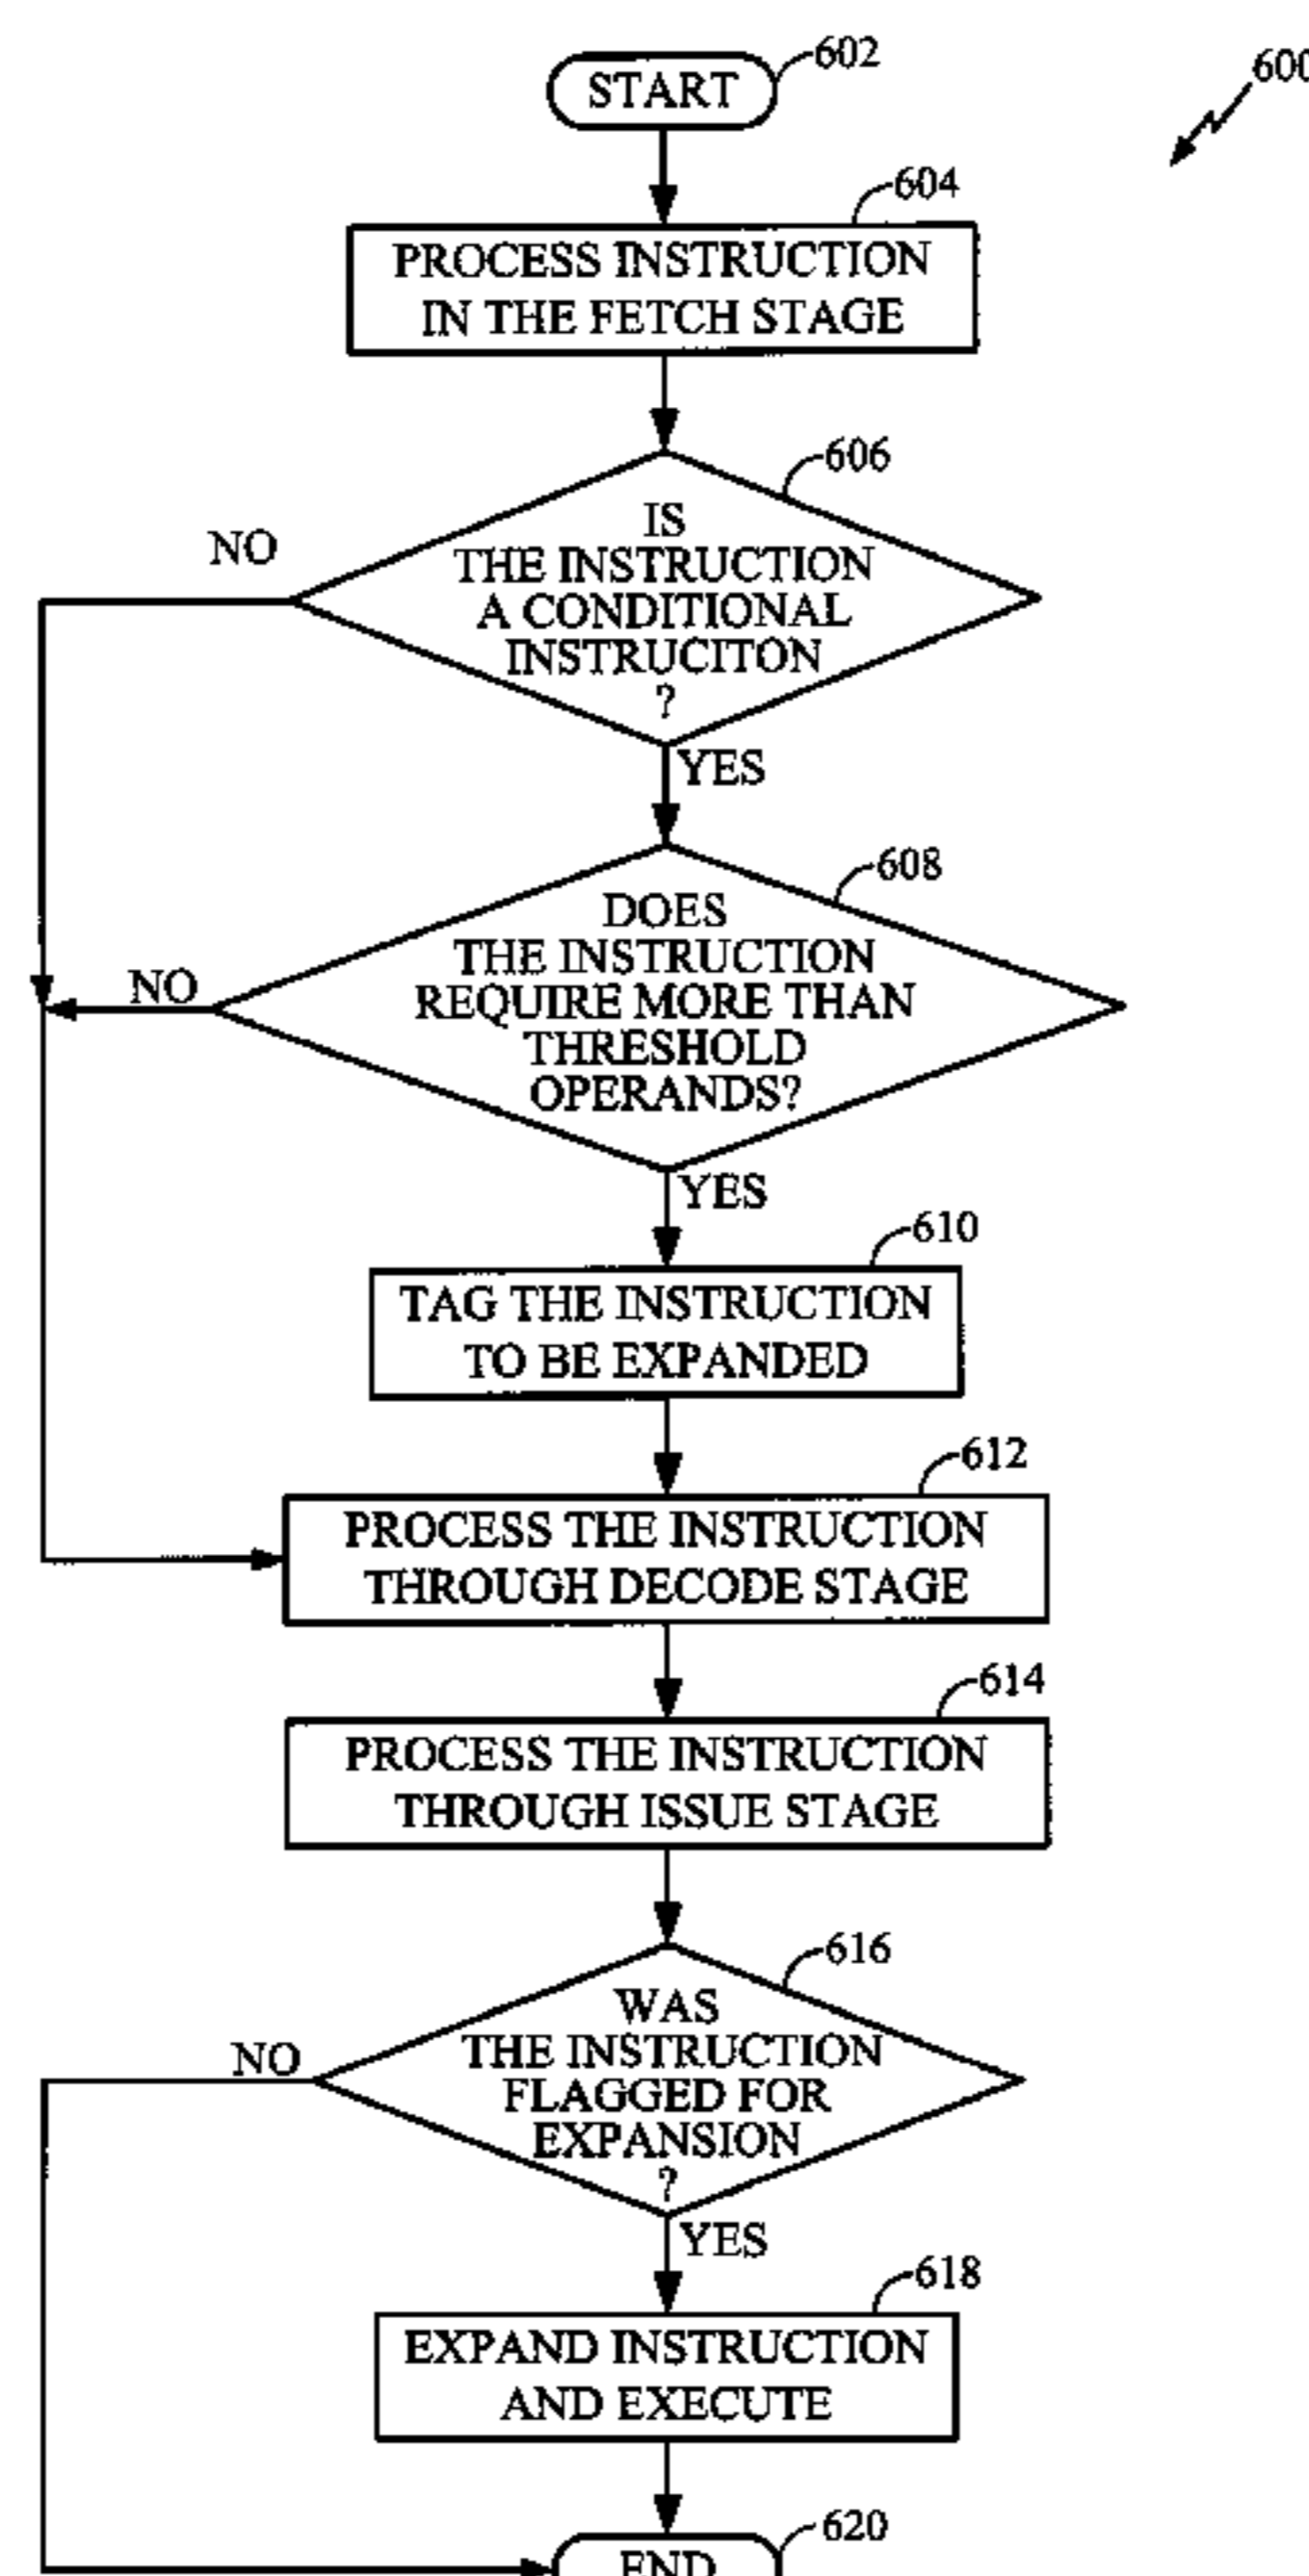 602
START
600
604
PROCESS INSTRUCTION
IN THE FETCH STAGE
606
IS
THE INSTRUCTION
A CONDITIONAL
INSTRUCITON
?
NO
YES
608
DOES
THE INSTRUCTION
REQUIRE MORE THAN
THRESHOLD
OPERANDS?
NO
YES
610
TAG THE INSTRUCTION
TO BE EXPANDED
612
PROCESS THE INSTRUCTION
THROUGH DECODE STAGE
614
PROCESS THE INSTRUCTION
THROUGH ISSUE STAGE
616
WAS
THE INSTRUCTION
FLAGGED FOR
EXPANSION
?
NO
YES
618
EXPAND INSTRUCTION
AND EXECUTE
620
END